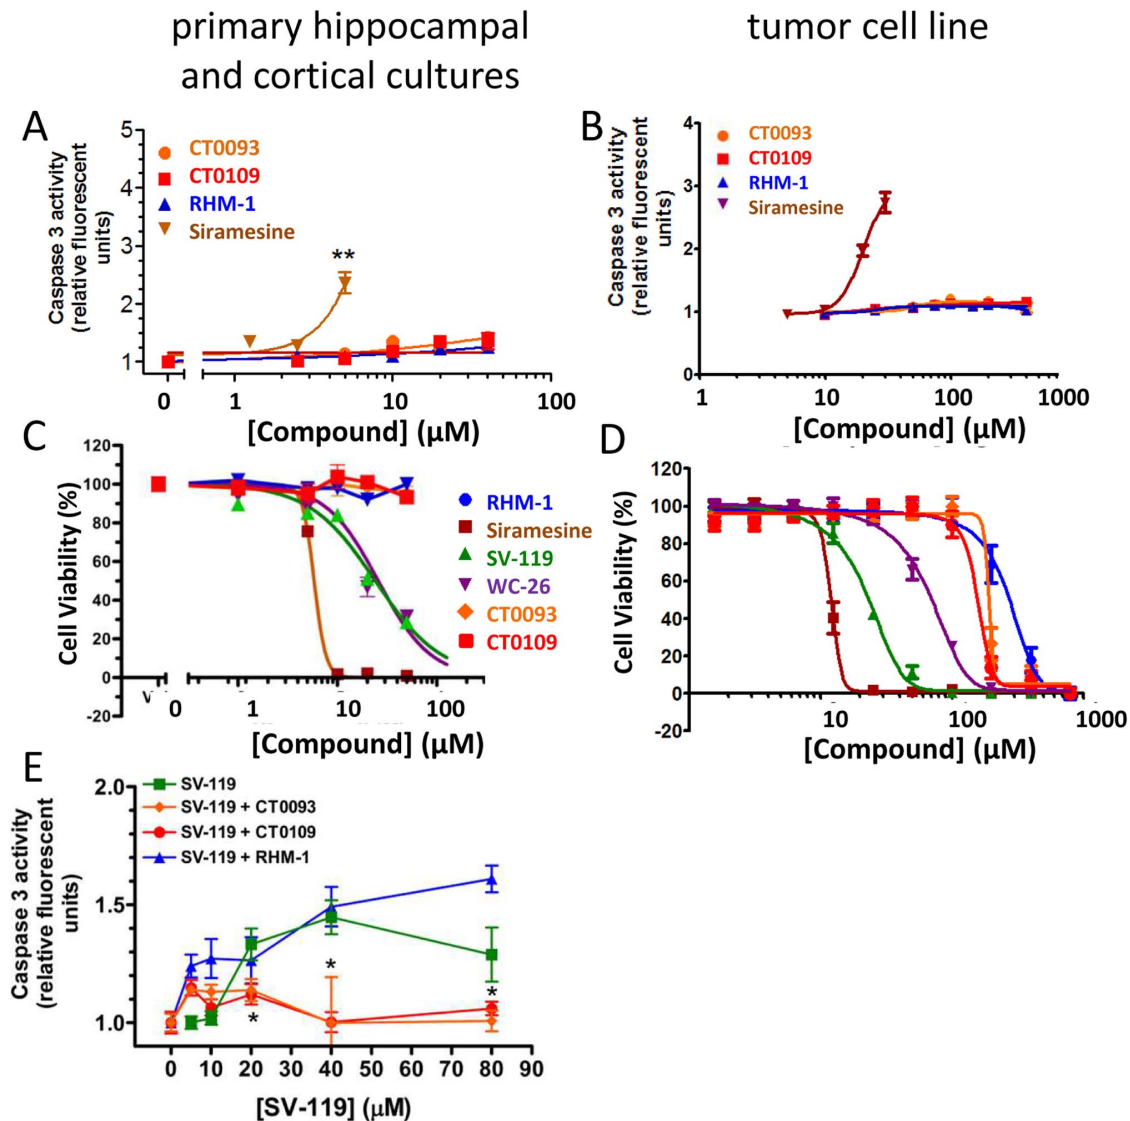 primary hippocampal
and cortical cultures
tumor cell line
A
Caspase 3 activity
(relative fluorescent
units)
5
4
3
2
1
CT0093
CT0109
RHM-1
Siramesine
**
0
1
10
100
[Compound] (µM)
B
Caspase 3 activity
(relative fluorescent
units)
4
3
2
1
0
CT0093
CT0109
RHM-1
Siramesine
1
10
100
1000
[Compound] (µM)
C
Cell Viability (%)
120
100
80
60
40
20
0
-20
RHM-1
Siramesine
SV-119
WC-26
CT0093
CT0109
0
1
10
100
[Compound] (µM)
D
Cell Viability (%)
120
100
80
60
40
20
0
-20
10
100
1000
[Compound] (µM)
E
Caspase 3 activity
(relative fluorescent
units)
2.0
1.5
1.0
SV-119
SV-119 + CT0093
SV-119 + CT0109
SV-119 + RHM-1
*
*
*
0 10 20 30 40 50 60 70 80 90
[SV-119] (µM)